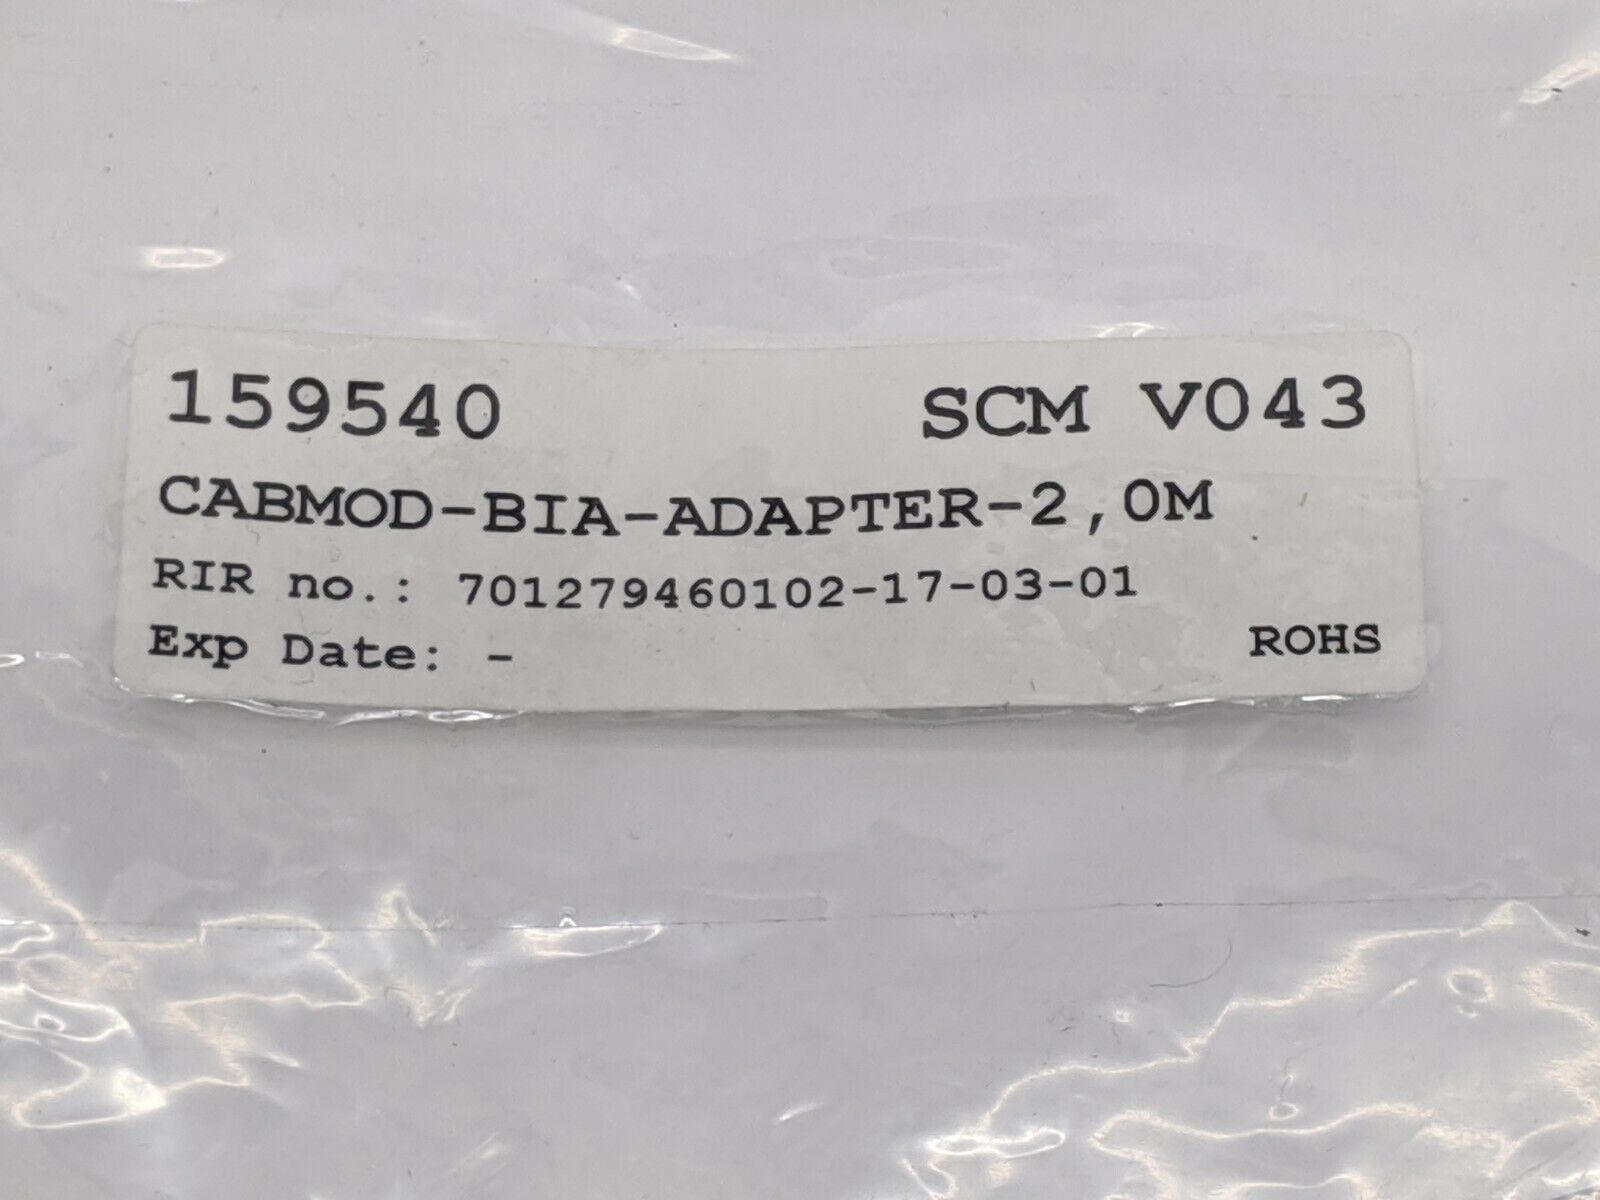 159540 SCM V043
CABMOD-BIA-ADAPTER-2,0M
RIR no.: 701279460102-17-03-01
Exp Date: - ROHS